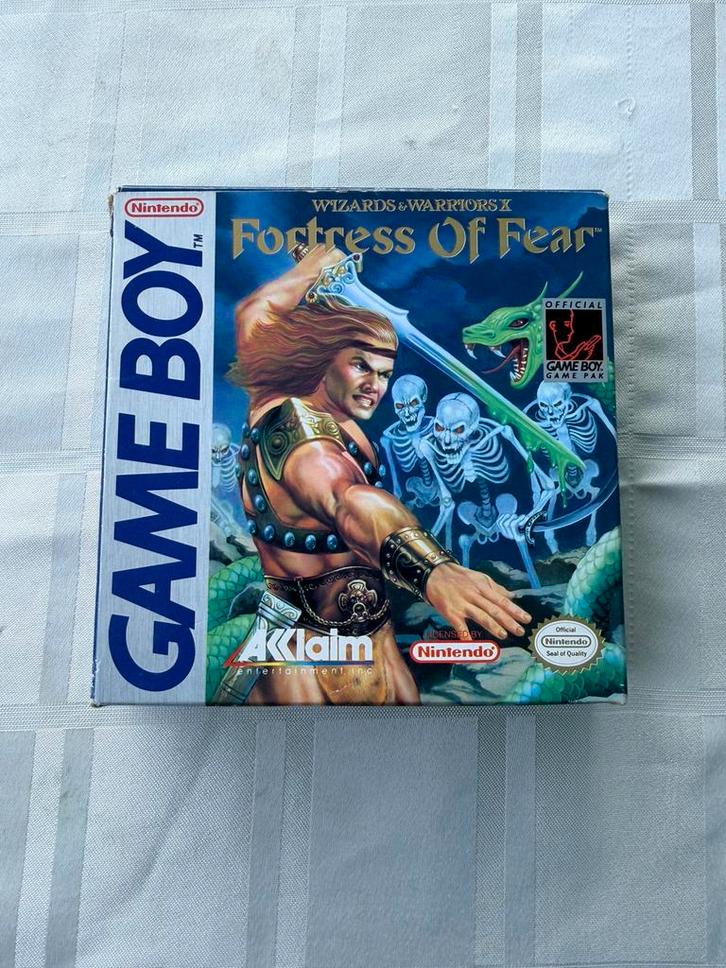 Nintendo
GAME BOY™
WIZARDS & WARRIORS X
Fortress Of Fear™
OFFICIAL
GAME BOY
GAME PAK
AKKlaim
entertainment, inc.
LICENSED BY
Nintendo
Official
Nintendo
Seal of Quality